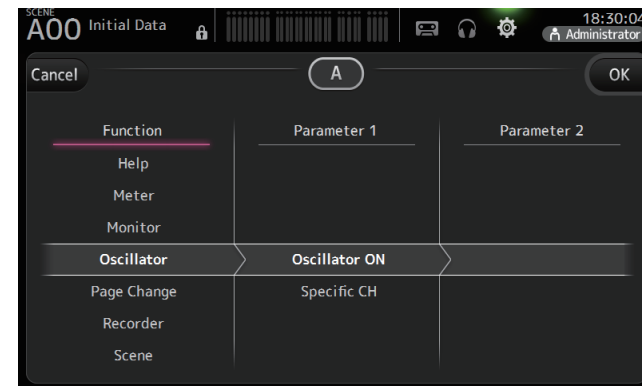 SCENE
A00 Initial Data
18:30:04
Administrator
Cancel
A
OK
Function
Parameter 1
Parameter 2
Help
Meter
Monitor
Oscillator
Oscillator ON
Page Change
Specific CH
Recorder
Scene